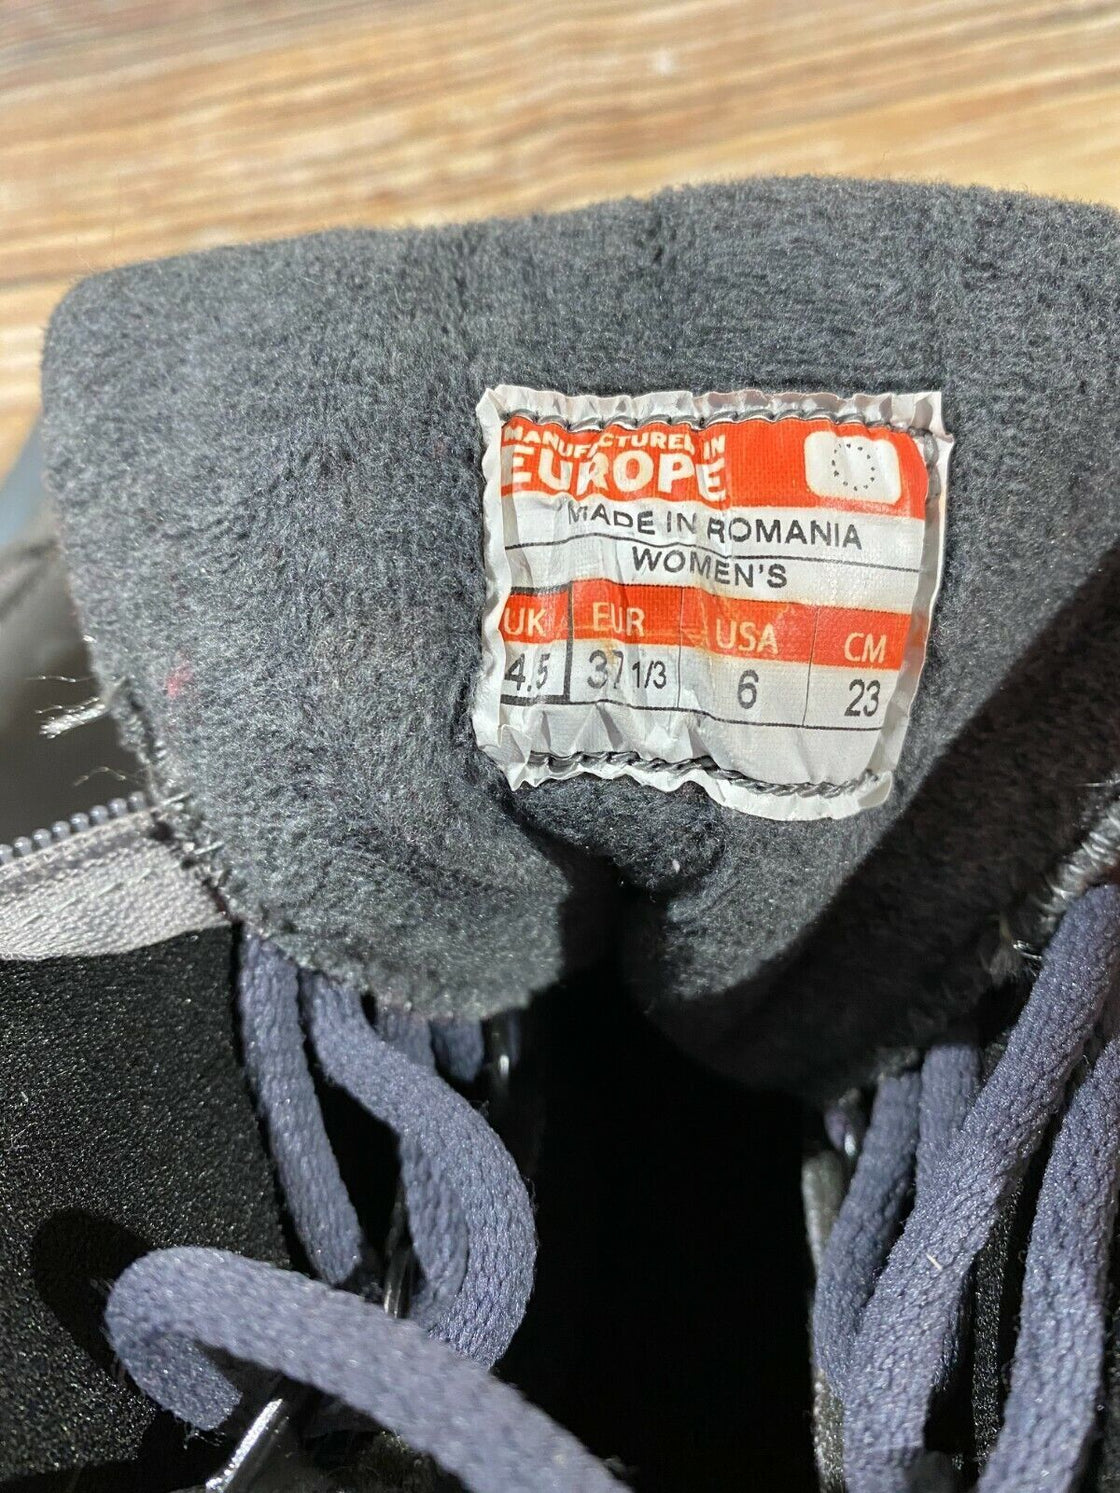 MANUFACTURED IN
EUROPE
MADE IN ROMANIA
WOMEN'S
UK EUR USA CM
4.5 37 1/3 6 23